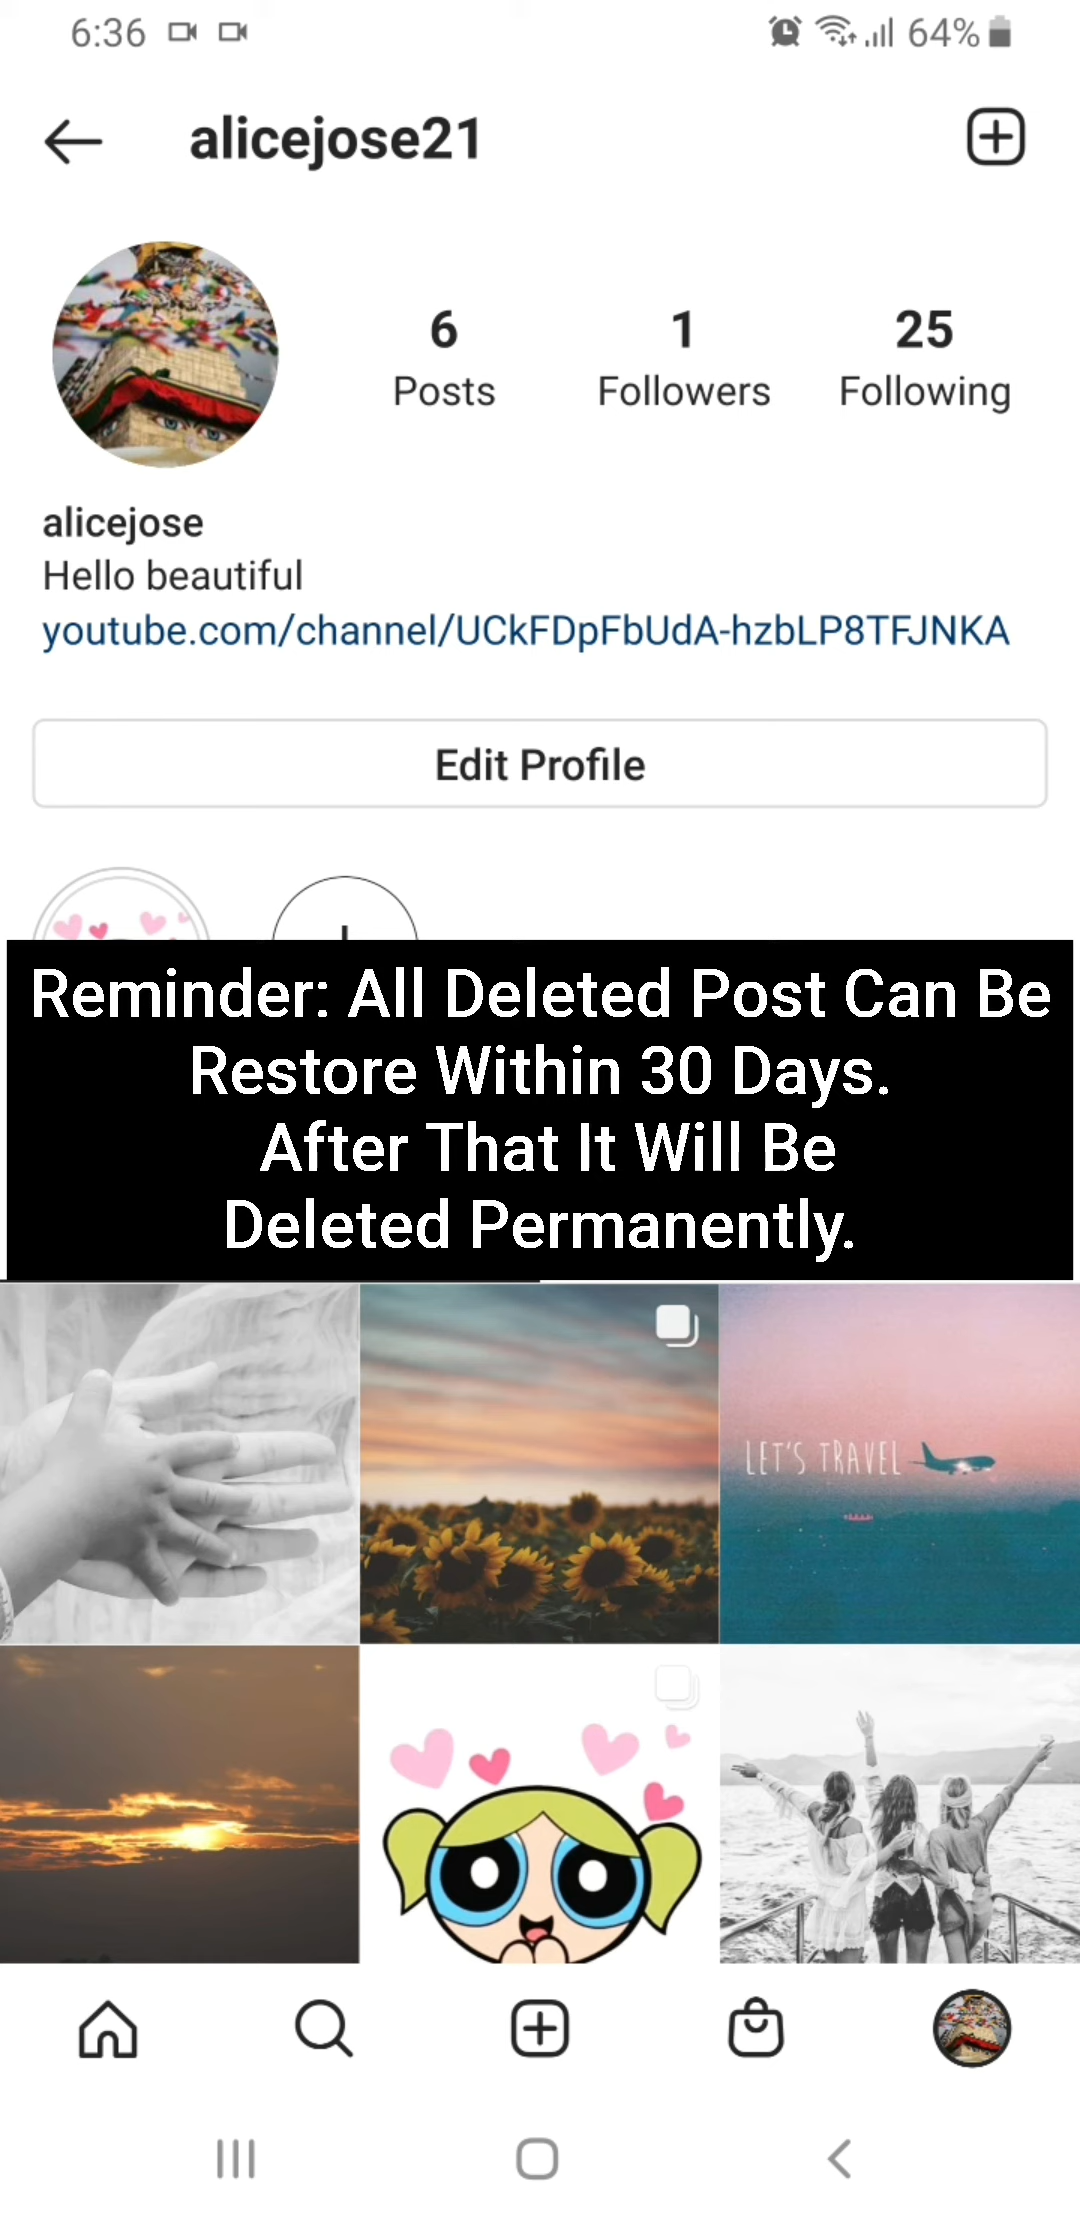 6:36 64%
alicejose21
6 1 25
Posts Followers Following
alicejose
Hello beautiful
youtube.com/channel/UCkFDpFbUdA-hzbLP8TFJNKA
Edit Profile
Reminder: All Deleted Post Can Be
Restore Within 30 Days.
After That It Will Be
Deleted Permanently.
LET'S TRAVEL